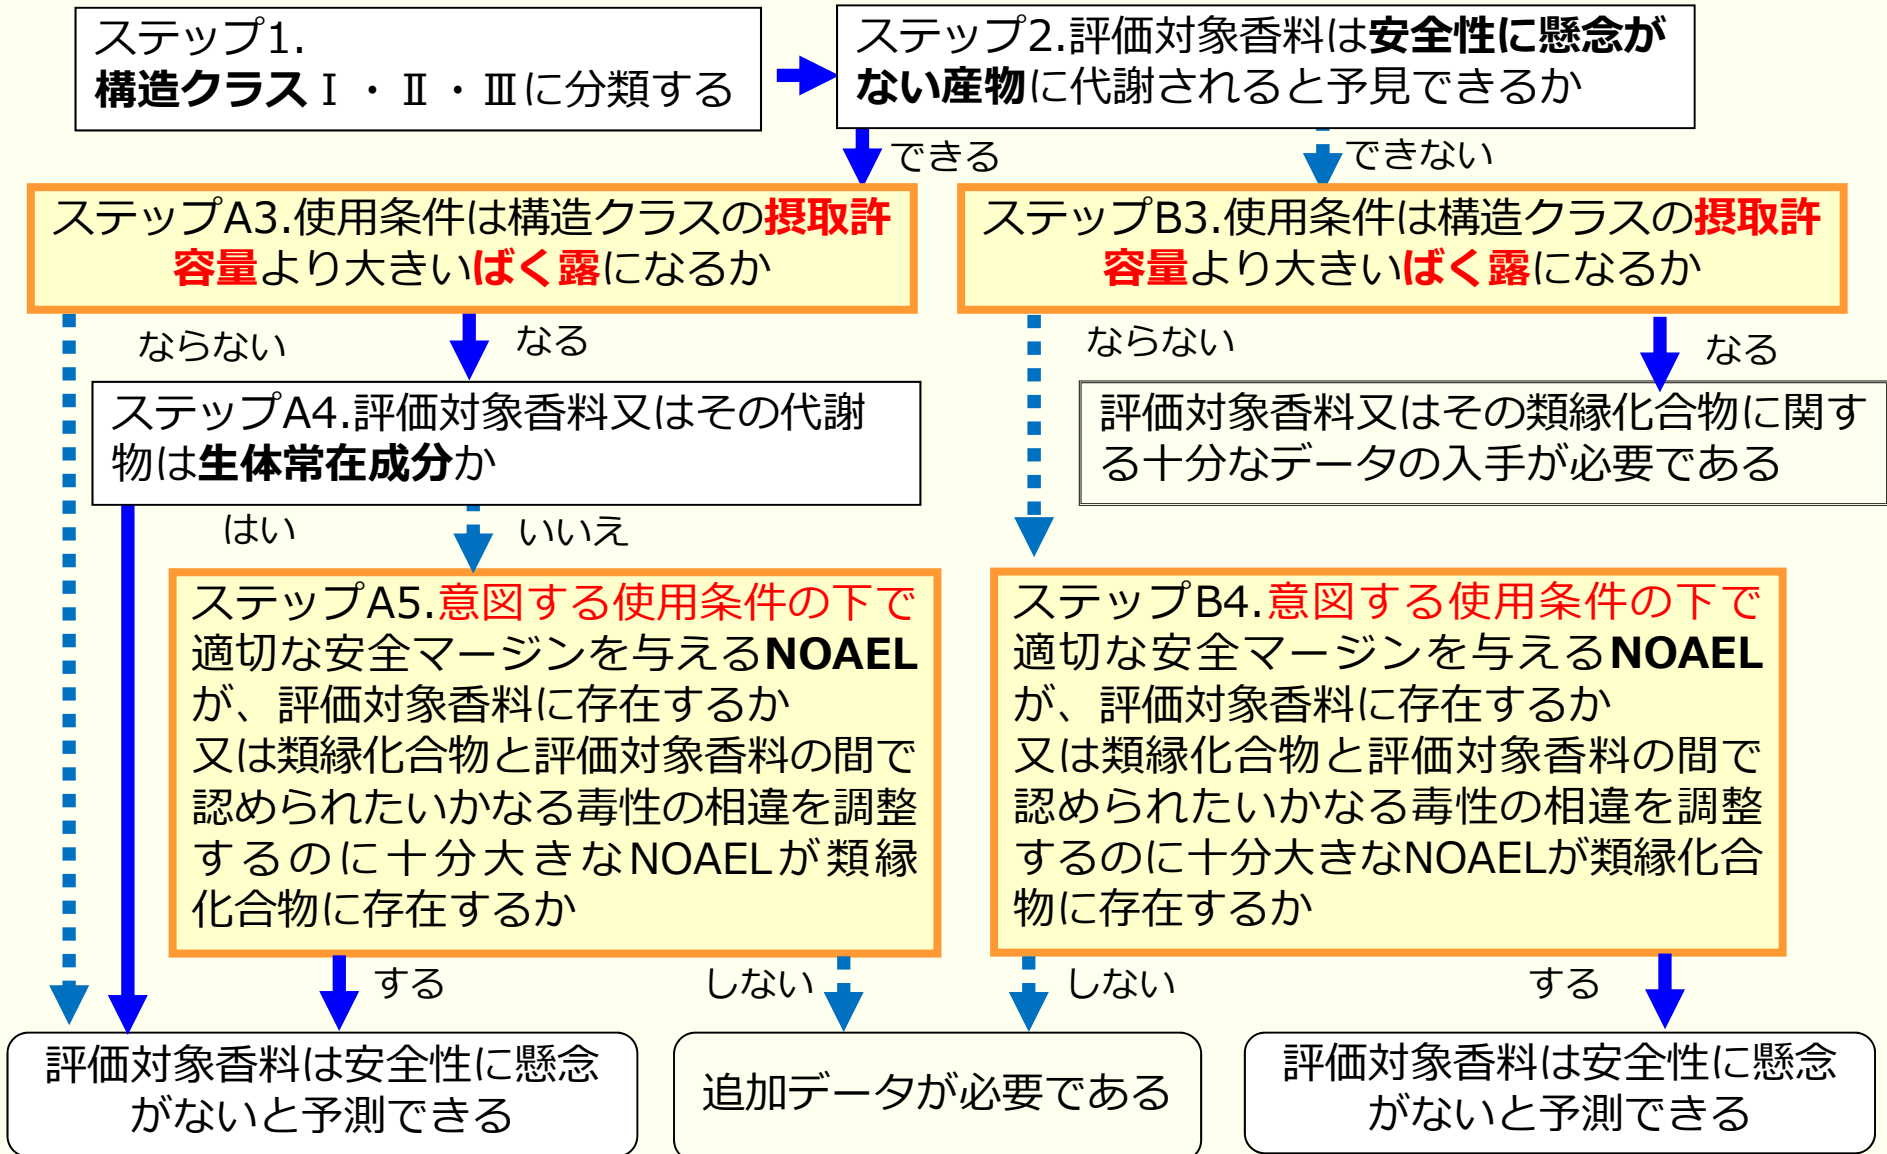 ステップ1.
構造クラスⅠ・Ⅱ・Ⅲに分類する
ステップ2.評価対象香料は安全性に懸念が
ない産物に代謝されると予見できるか
できる
できない
ステップA3.使用条件は構造クラスの摂取許
容量より大きいばく露になるか
ステップB3.使用条件は構造クラスの摂取許
容量より大きいばく露になるか
ならない
なる
ならない
なる
ステップA4.評価対象香料又はその代謝
物は生体常在成分か
評価対象香料又はその類縁化合物に関す
る十分なデータの入手が必要である
はい
いいえ
ステップA5.意図する使用条件の下で
適切な安全マージンを与えるNOAEL
が、評価対象香料に存在するか
又は類縁化合物と評価対象香料の間で
認められたいかなる毒性の相違を調整
するのに十分大きなNOAELが類縁
化合物に存在するか
ステップB4.意図する使用条件の下で
適切な安全マージンを与えるNOAEL
が、評価対象香料に存在するか
又は類縁化合物と評価対象香料の間で
認められたいかなる毒性の相違を調整
するのに十分大きなNOAELが類縁化合
物に存在するか
する
しない
しない
する
評価対象香料は安全性に懸念
がないと予測できる
追加データが必要である
評価対象香料は安全性に懸念
がないと予測できる